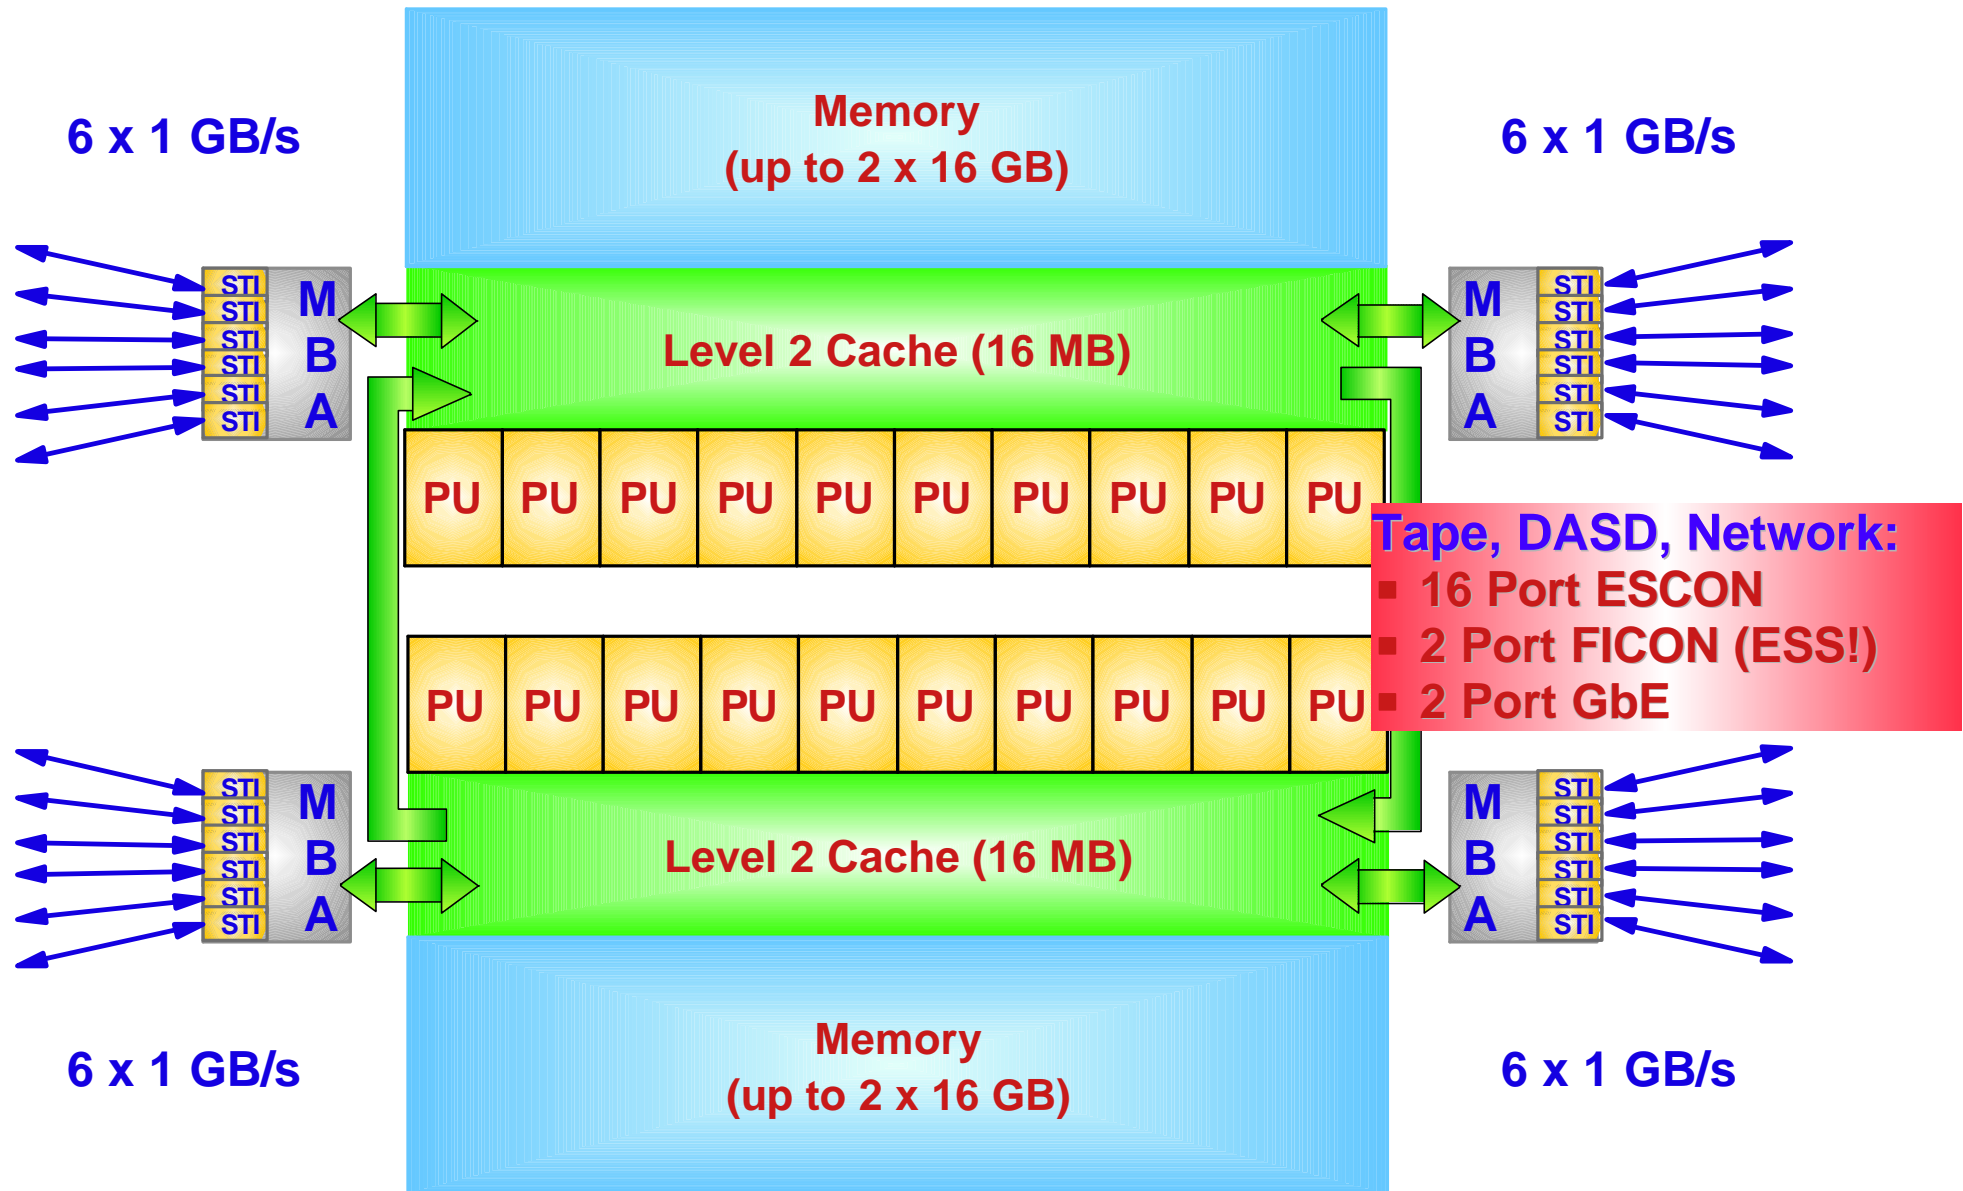 Memory
(up to 2 x 16 GB)
6 x 1 GB/s
6 x 1 GB/s
STI
STI
STI
STI
STI
STI
M
B
A
Level 2 Cache (16 MB)
M
B
A
STI
STI
STI
STI
STI
STI
PU PU PU PU PU PU PU PU PU PU
Tape, DASD, Network:
▪ 16 Port ESCON
▪ 2 Port FICON (ESS!)
▪ 2 Port GbE
PU PU PU PU PU PU PU PU PU PU
STI
STI
STI
STI
STI
STI
M
B
A
Level 2 Cache (16 MB)
M
B
A
STI
STI
STI
STI
STI
STI
6 x 1 GB/s
Memory
(up to 2 x 16 GB)
6 x 1 GB/s